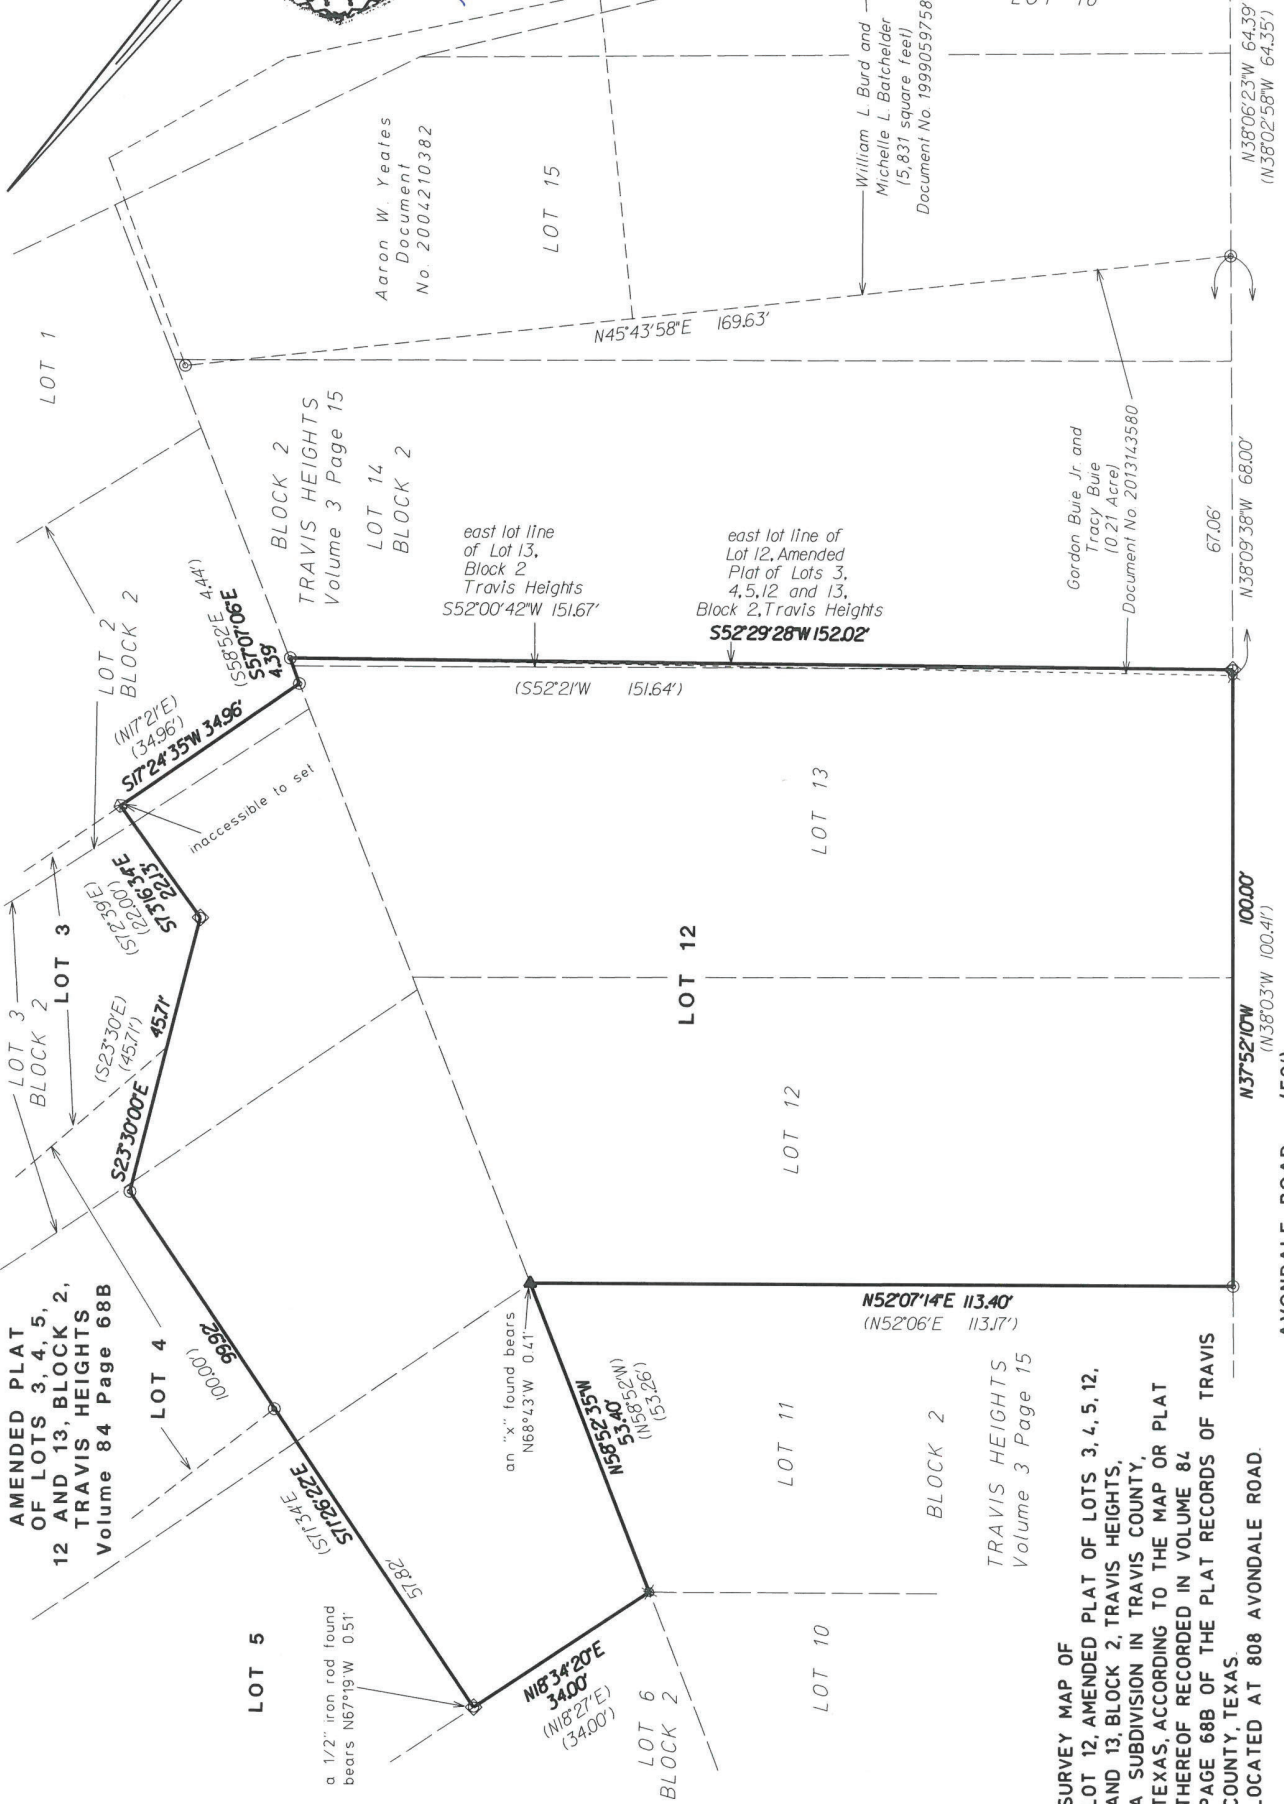 AMENDED PLAT
OF LOTS 3, 4, 5,
12 AND 13, BLOCK 2,
TRAVIS HEIGHTS
Volume 84 Page 68B
LOT 3
BLOCK 2
LOT 3
LOT 2
BLOCK 2
LOT 1
(S23°30'E)
(45.71')
S23°30'00"E
45.71'
(S72°39'E)
(22.00')
S73°16'34"E
22.13'
(N17°21'E)
(34.96')
S17°24'35"W 34.96'
inaccessible to set
(S58°52'E 4.44')
S57°07'06"E
4.39'
LOT 4
99.92'
(100.00')
S71°26'22"E
(S71°34'E
57.82'
LOT 5
a 1/2" iron rod found
bears N67°19'W 0.51'
an "x" found bears
N68°43'W 0.41'
N18°34'20"E
34.00'
(N18°27'E)
(34.00')
N58°52'35"W
53.40'
(N58°52'W)
(53.26')
LOT 6
BLOCK 2
LOT 10
LOT 11
BLOCK 2
TRAVIS HEIGHTS
Volume 3 Page 15
N52°07'14"E 113.40'
(N52°06'E 113.17')
LOT 12
LOT 12
LOT 13
BLOCK 2
TRAVIS HEIGHTS
Volume 3 Page 15
LOT 14
BLOCK 2
east lot line
of Lot 13,
Block 2
Travis Heights
S52°00'42"W 151.67'
east lot line of
Lot 12, Amended
Plat of Lots 3,
4,5,12 and 13,
Block 2, Travis Heights
S52°29'28"W 152.02'
(S52°21'W 151.64')
Aaron W. Yeates
Document
No. 2004210382
LOT 15
N45°43'58"E 169.63'
William L. Burd and
Michelle L. Batchelder
(5,831 square feet)
Document No. 1999059758
Gordon Buie Jr. and
Tracy Buie
(0.21 Acre)
Document No. 2013143580
67.06'
N38°09'38"W 68.00'
N38°06'23"W 64.39'
(N38°02'58"W 64.35')
N37°52'10"W 100.00'
(N38°03'W 100.41')
SURVEY MAP OF
LOT 12, AMENDED PLAT OF LOTS 3, 4, 5, 12,
AND 13, BLOCK 2, TRAVIS HEIGHTS,
A SUBDIVISION IN TRAVIS COUNTY,
TEXAS, ACCORDING TO THE MAP OR PLAT
THEREOF RECORDED IN VOLUME 84
PAGE 68B OF THE PLAT RECORDS OF TRAVIS
COUNTY, TEXAS.
LOCATED AT 808 AVONDALE ROAD.